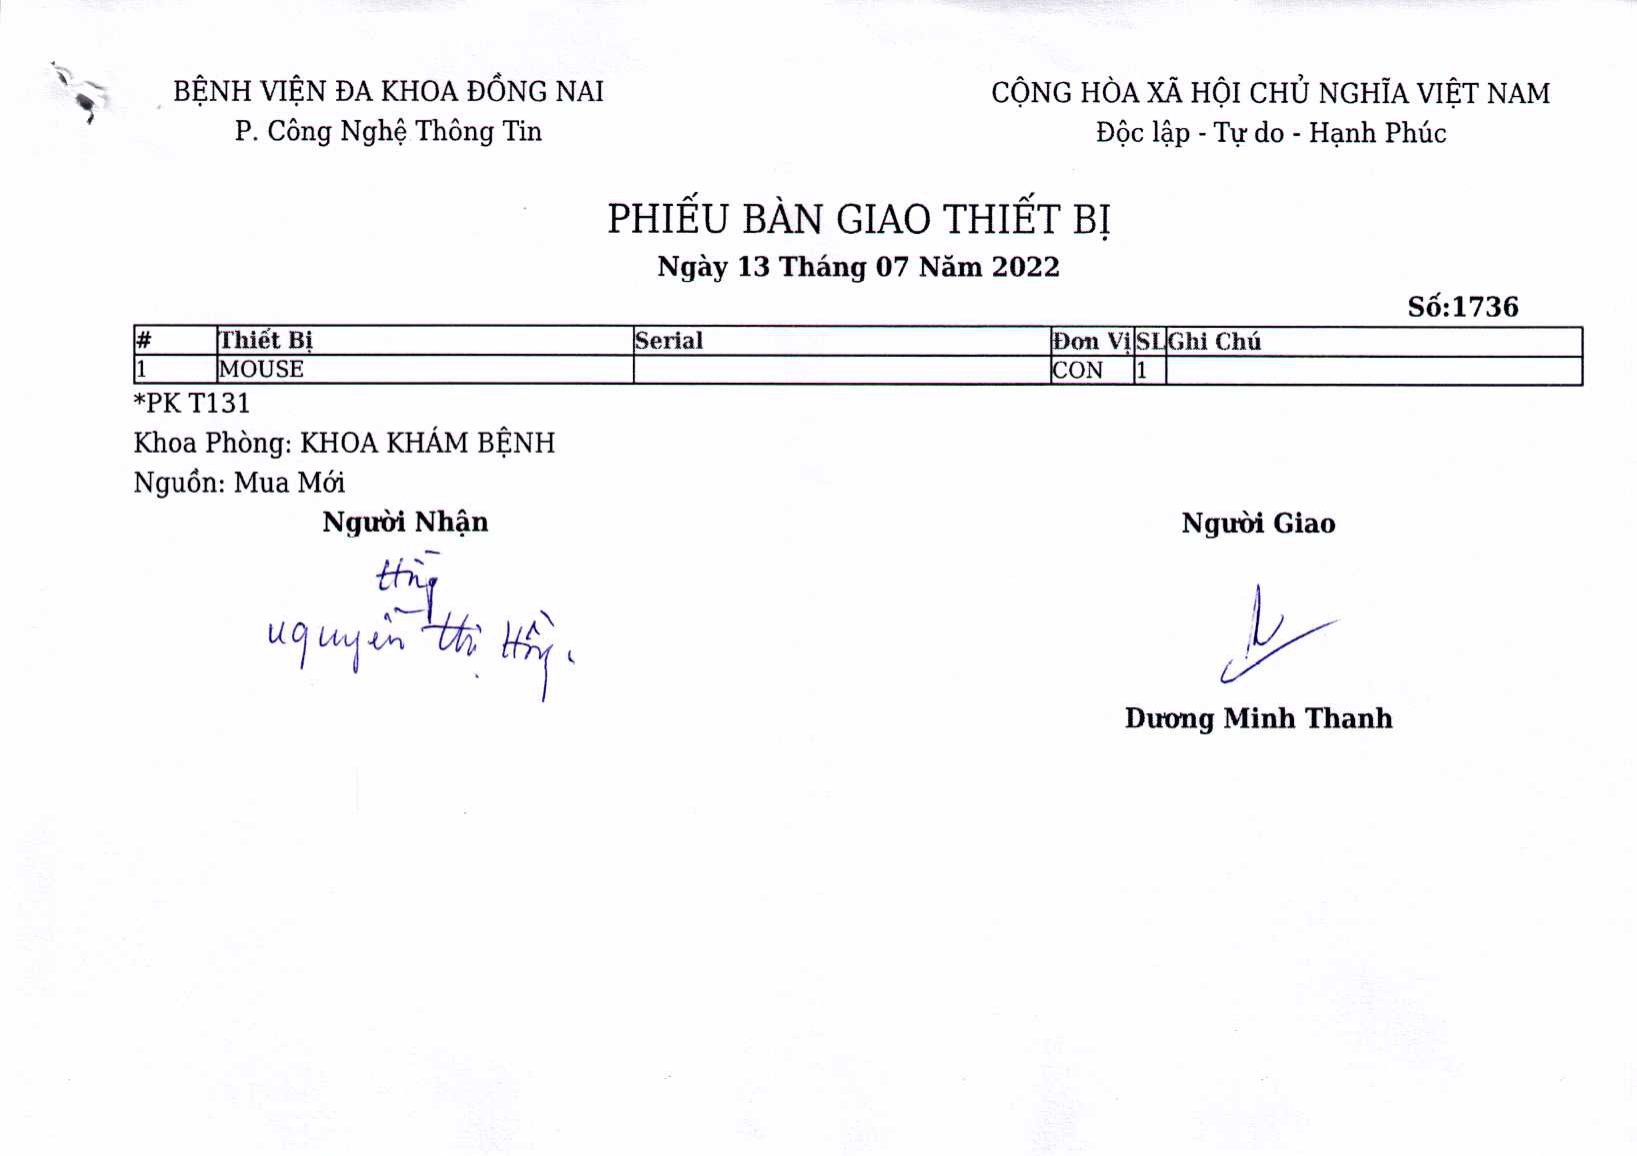 BỆNH VIỆN ĐA KHOA ĐỒNG NAI
P. Công Nghệ Thông Tin
CỘNG HÒA XÃ HỘI CHỦ NGHĨA VIỆT NAM
Độc lập - Tự do - Hạnh Phúc
PHIẾU BÀN GIAO THIẾT BỊ
Ngày 13 Tháng 07 Năm 2022
Số:1736
# Thiết Bị Serial Đơn Vị SL Ghi Chú
1 MOUSE CON 1
*PK T131
Khoa Phòng: KHOA KHÁM BỆNH
Nguồn: Mua Mới
Người Nhận Người Giao
Nguyễn Thị Hồng
Dương Minh Thanh